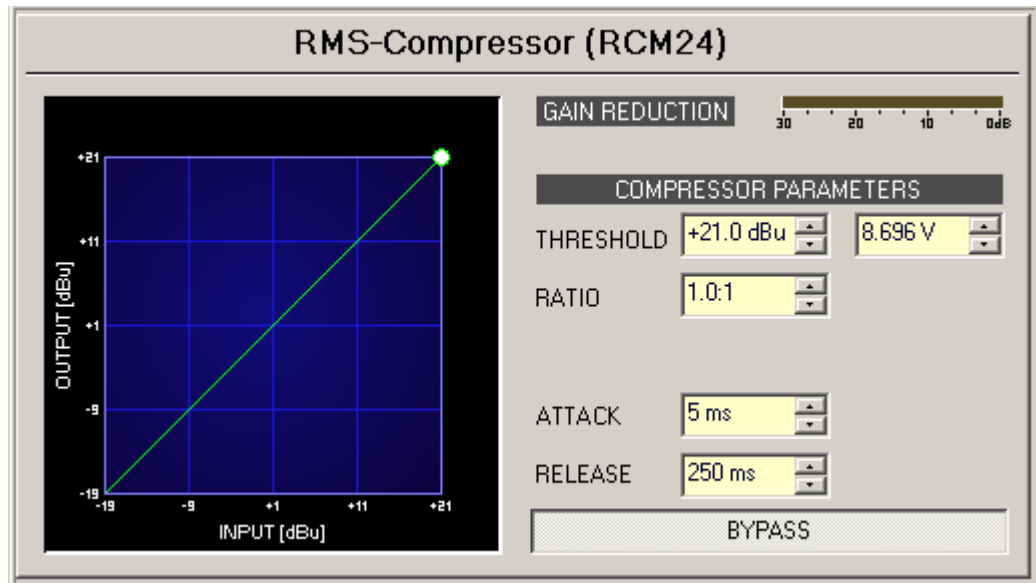 RMS-Compressor (RCM24)
GAIN REDUCTION
30 20 10 0dB
+21
+11
+1
-9
-19
OUTPUT [dBu]
-19 -9 +1 +11 +21
INPUT [dBu]
COMPRESSOR PARAMETERS
THRESHOLD +21.0 dBu 8.696 V
RATIO 1.0:1
ATTACK 5 ms
RELEASE 250 ms
BYPASS